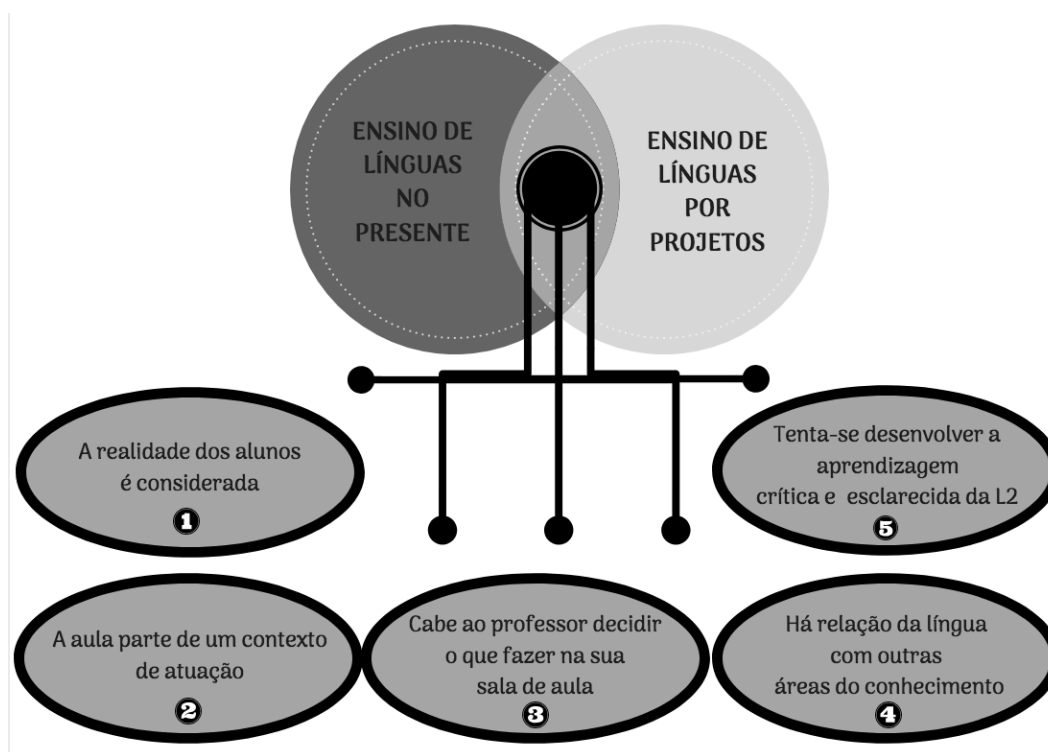 ENSINO DE
LÍNGUAS
NO
PRESENTE
ENSINO DE
LÍNGUAS
POR
PROJETOS
A realidade dos alunos
é considerada
1
A aula parte de um contexto
de atuação
2
Cabe ao professor decidir
o que fazer na sua
sala de aula
3
Há relação da língua
com outras
áreas do conhecimento
4
Tenta-se desenvolver a
aprendizagem
crítica e esclarecida da L2
5